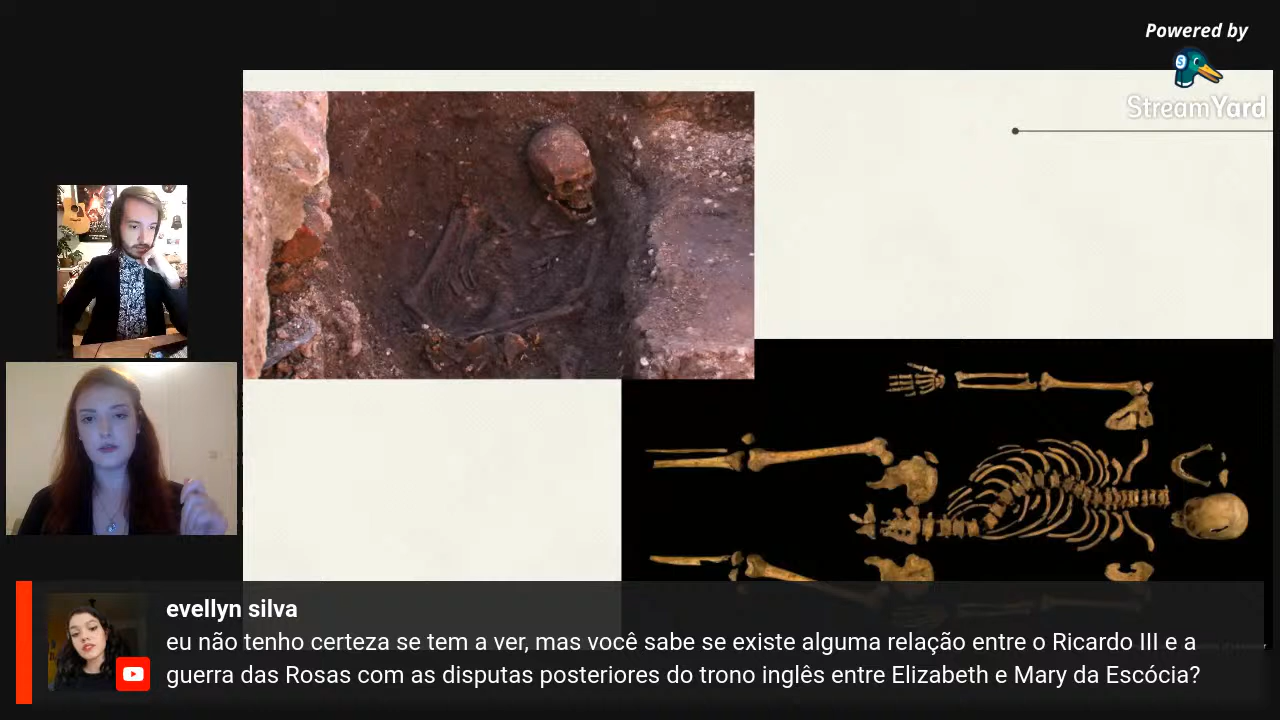 Powered by
StreamYard
evellyn silva
eu não tenho certeza se tem a ver, mas você sabe se existe alguma relação entre o Ricardo III e a
guerra das Rosas com as disputas posteriores do trono inglês entre Elizabeth e Mary da Escócia?